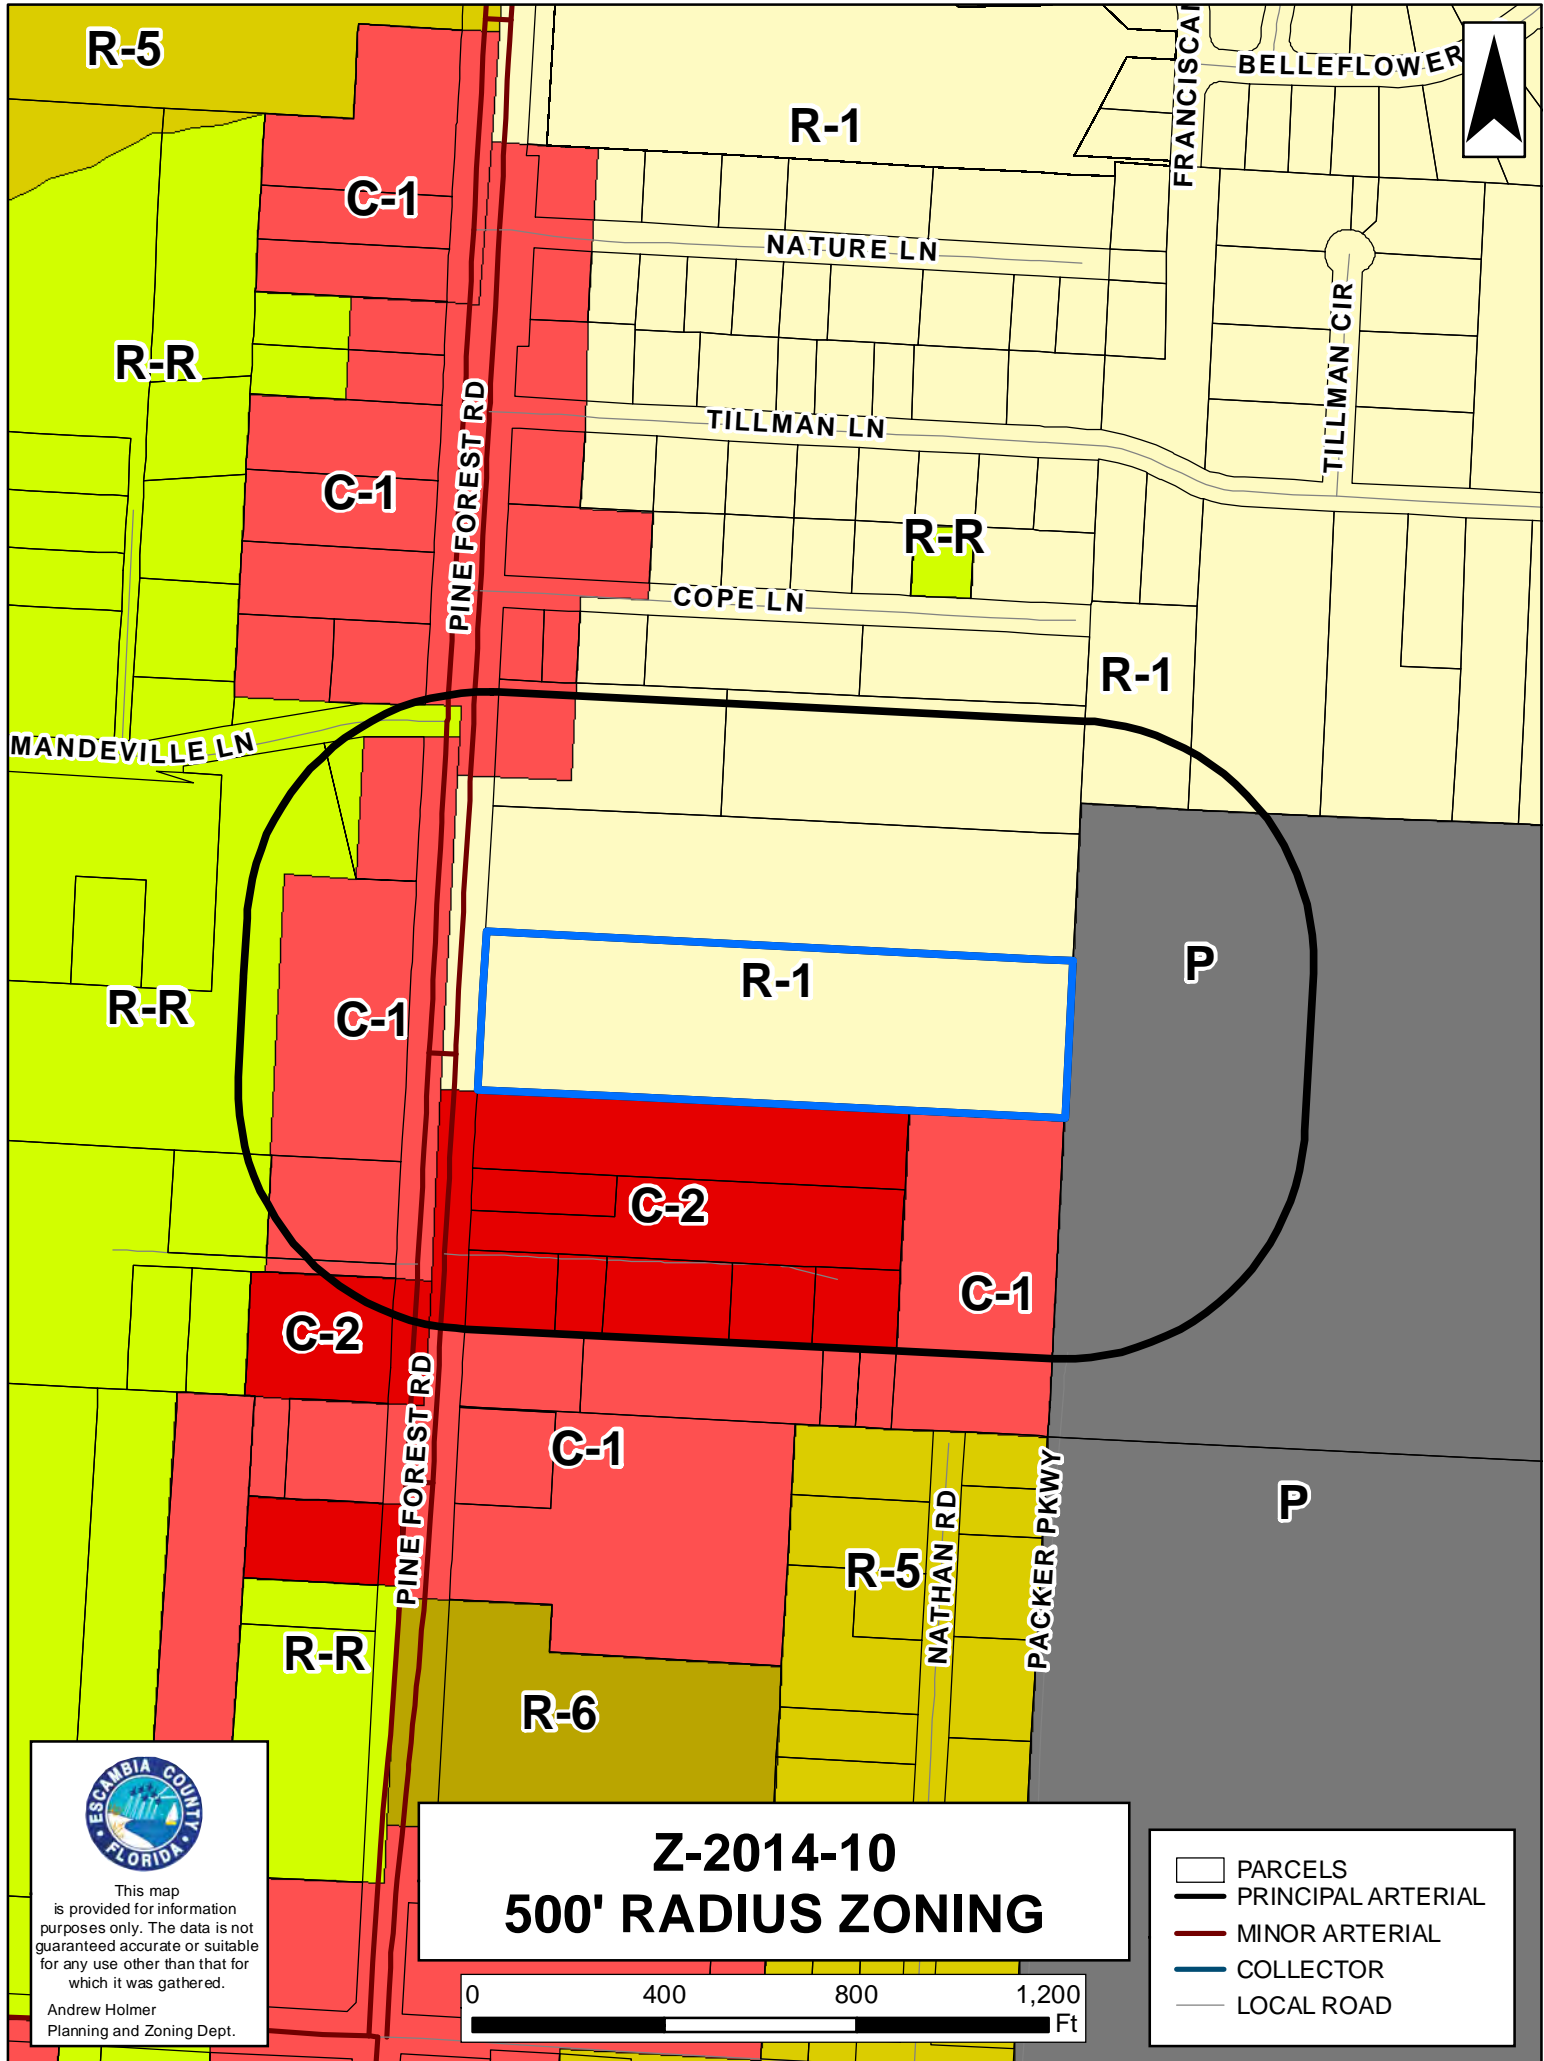 R-5
R-1
FRANCISCAN
BELLEFLOWER
C-1
NATURE LN
R-R
TILLMAN CIR
PINE FOREST RD
TILLMAN LN
C-1
R-R
COPE LN
R-1
MANDEVILLE LN
R-1
P
R-R
C-1
C-2
C-1
C-2
PINE FOREST RD
C-1
R-5
NATHAN RD
PACKER PKWY
P
R-R
R-6
ESCAMBIA COUNTY
FLORIDA
This map
is provided for information
purposes only. The data is not
guaranteed accurate or suitable
for any use other than that for
which it was gathered.
Andrew Holmer
Planning and Zoning Dept.
Z-2014-10
500' RADIUS ZONING
0 400 800 1,200
Ft
PARCELS
PRINCIPAL ARTERIAL
MINOR ARTERIAL
COLLECTOR
LOCAL ROAD